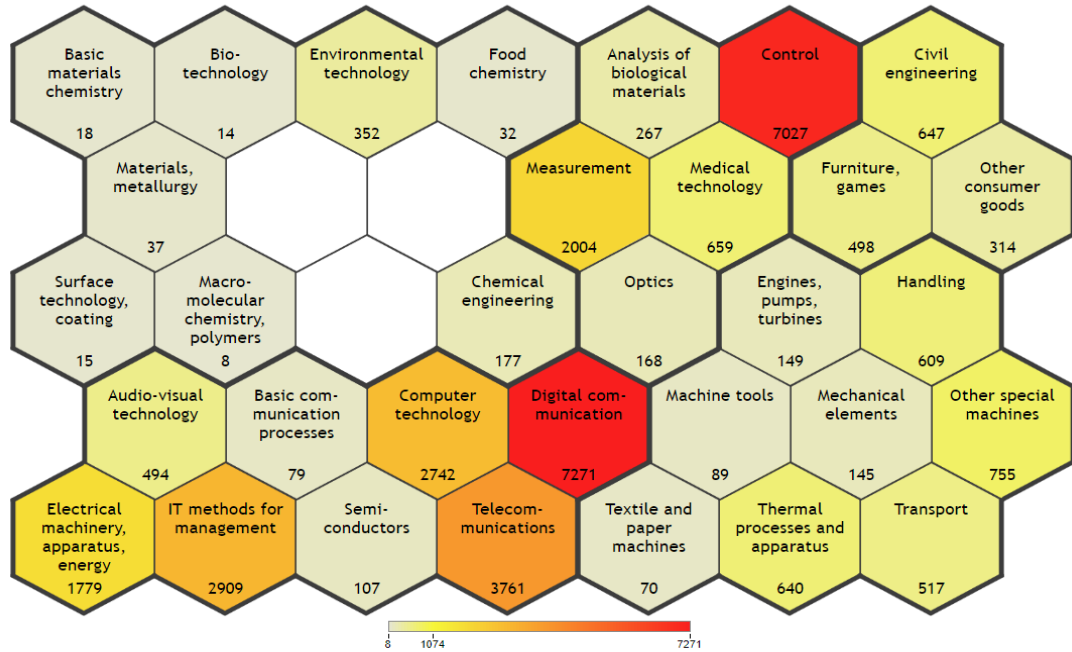 Basic
materials
chemistry
18
Bio-
technology
14
Environmental
technology
352
Food
chemistry
32
Analysis of
biological
materials
267
Control
7027
Civil
engineering
647
Materials,
metallurgy
37
Measurement
2004
Medical
technology
659
Furniture,
games
498
Other
consumer
goods
314
Surface
technology,
coating
15
Macro-
molecular
chemistry,
polymers
8
Chemical
engineering
177
Optics
168
Engines,
pumps,
turbines
149
Handling
609
Audio-visual
technology
494
Basic com-
munication
processes
79
Computer
technology
2742
Digital com-
munication
7271
Machine tools
89
Mechanical
elements
145
Other special
machines
755
Electrical
machinery,
apparatus,
energy
1779
IT methods for
management
2909
Semi-
conductors
107
Telecom-
munications
3761
Textile and
paper
machines
70
Thermal
processes and
apparatus
640
Transport
517
8 1074 7271